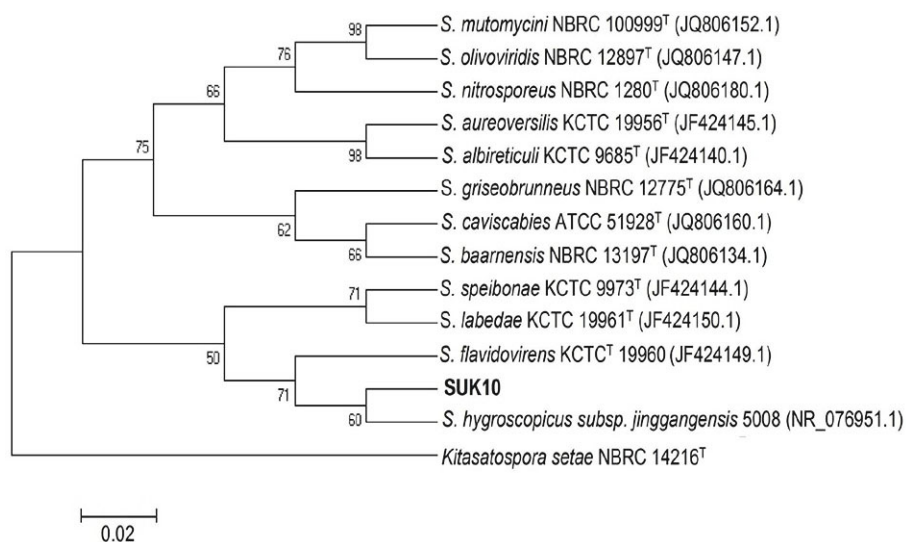 98
S. mutomycini NBRC 100999ᵀ (JQ806152.1)
76
S. olivoviridis NBRC 12897ᵀ (JQ806147.1)
66
S. nitrosporeus NBRC 1280ᵀ (JQ806180.1)
S. aureoversilis KCTC 19956ᵀ (JF424145.1)
75
98
S. albireticuli KCTC 9685ᵀ (JF424140.1)
S. griseobrunneus NBRC 12775ᵀ (JQ806164.1)
62
S. caviscabies ATCC 51928ᵀ (JQ806160.1)
66
S. baarnensis NBRC 13197ᵀ (JQ806134.1)
71
S. speibonae KCTC 9973ᵀ (JF424144.1)
S. labedae KCTC 19961ᵀ (JF424150.1)
50
S. flavidovirens KCTCᵀ 19960 (JF424149.1)
71
SUK10
60
S. hygroscopicus subsp. jinggangensis 5008 (NR_076951.1)
Kitasatospora setae NBRC 14216ᵀ
0.02